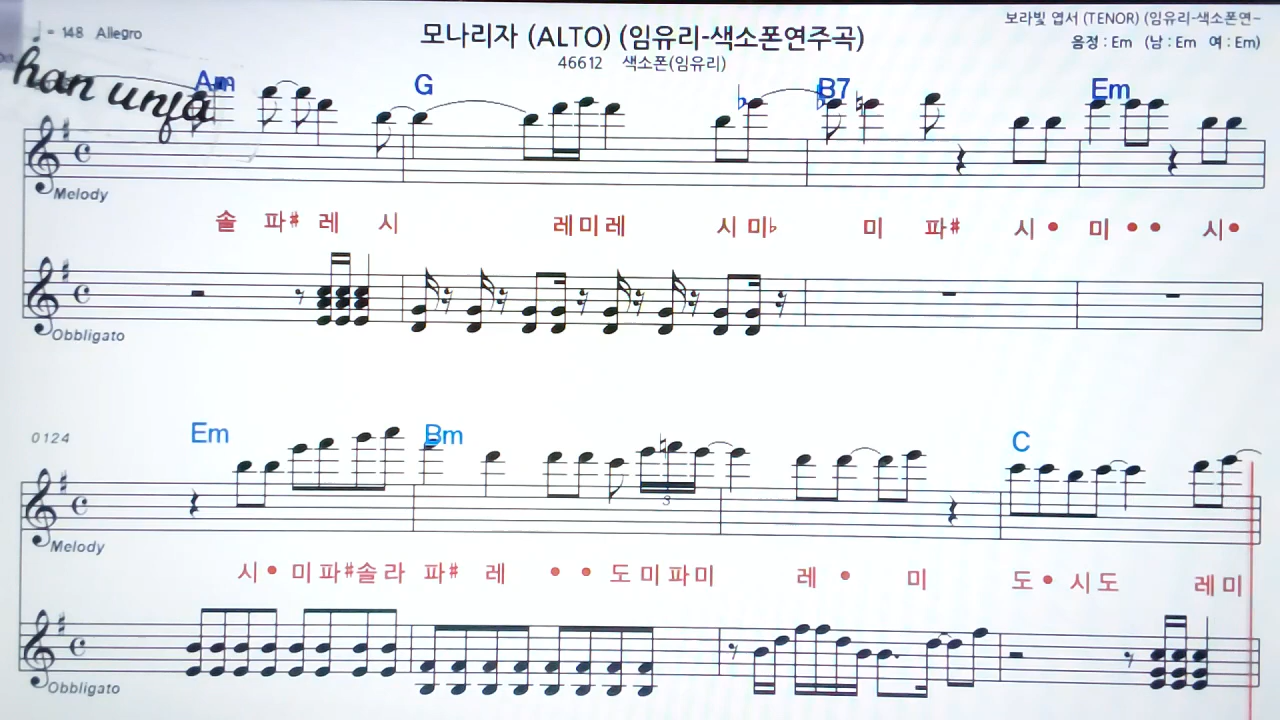 ♩ = 148 Allegro
모나리자 (ALTO) (임유리-색소폰연주곡)
보라빛 엽서 (TENOR) (임유리-색소폰연~
음정 : Em (남 : Em 여 : Em)
46612 색소폰(임유리)
han unja
Am G B7 Em
Melody
솔 파# 레 시 레 미 레 시 미♭ 미 파# 시 • 미 • • 시 •
Obbligato
0124
Em Bm C
3
Melody
시 • 미 파# 솔 라 파# 레 • • 도 미 파 미 레 • 미 도 • 시 도 레 미
Obbligato